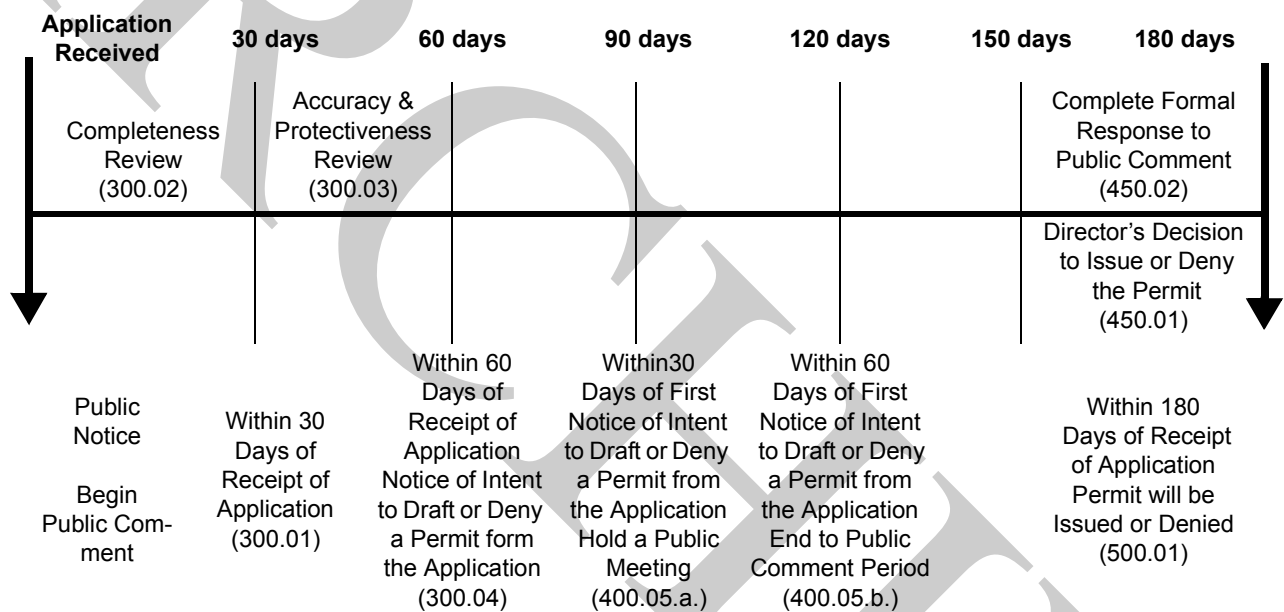 Application
Received
30 days
60 days
90 days
120 days
150 days
180 days
Completeness
Review
(300.02)
Accuracy &
Protectiveness
Review
(300.03)
Complete Formal
Response to
Public Comment
(450.02)
Director's Decision
to Issue or Deny
the Permit
(450.01)
Public
Notice
Begin
Public Com-
ment
Within 30
Days of
Receipt of
Application
(300.01)
Within 60
Days of
Receipt of
Application
Notice of Intent
to Draft or Deny
a Permit form
the Application
(300.04)
Within30
Days of First
Notice of Intent
to Draft or Deny
a Permit from
the Application
Hold a Public
Meeting
(400.05.a.)
Within 60
Days of First
Notice of Intent
to Draft or Deny
a Permit from
the Application
End to Public
Comment Period
(400.05.b.)
Within 180
Days of Receipt
of Application
Permit will be
Issued or Denied
(500.01)